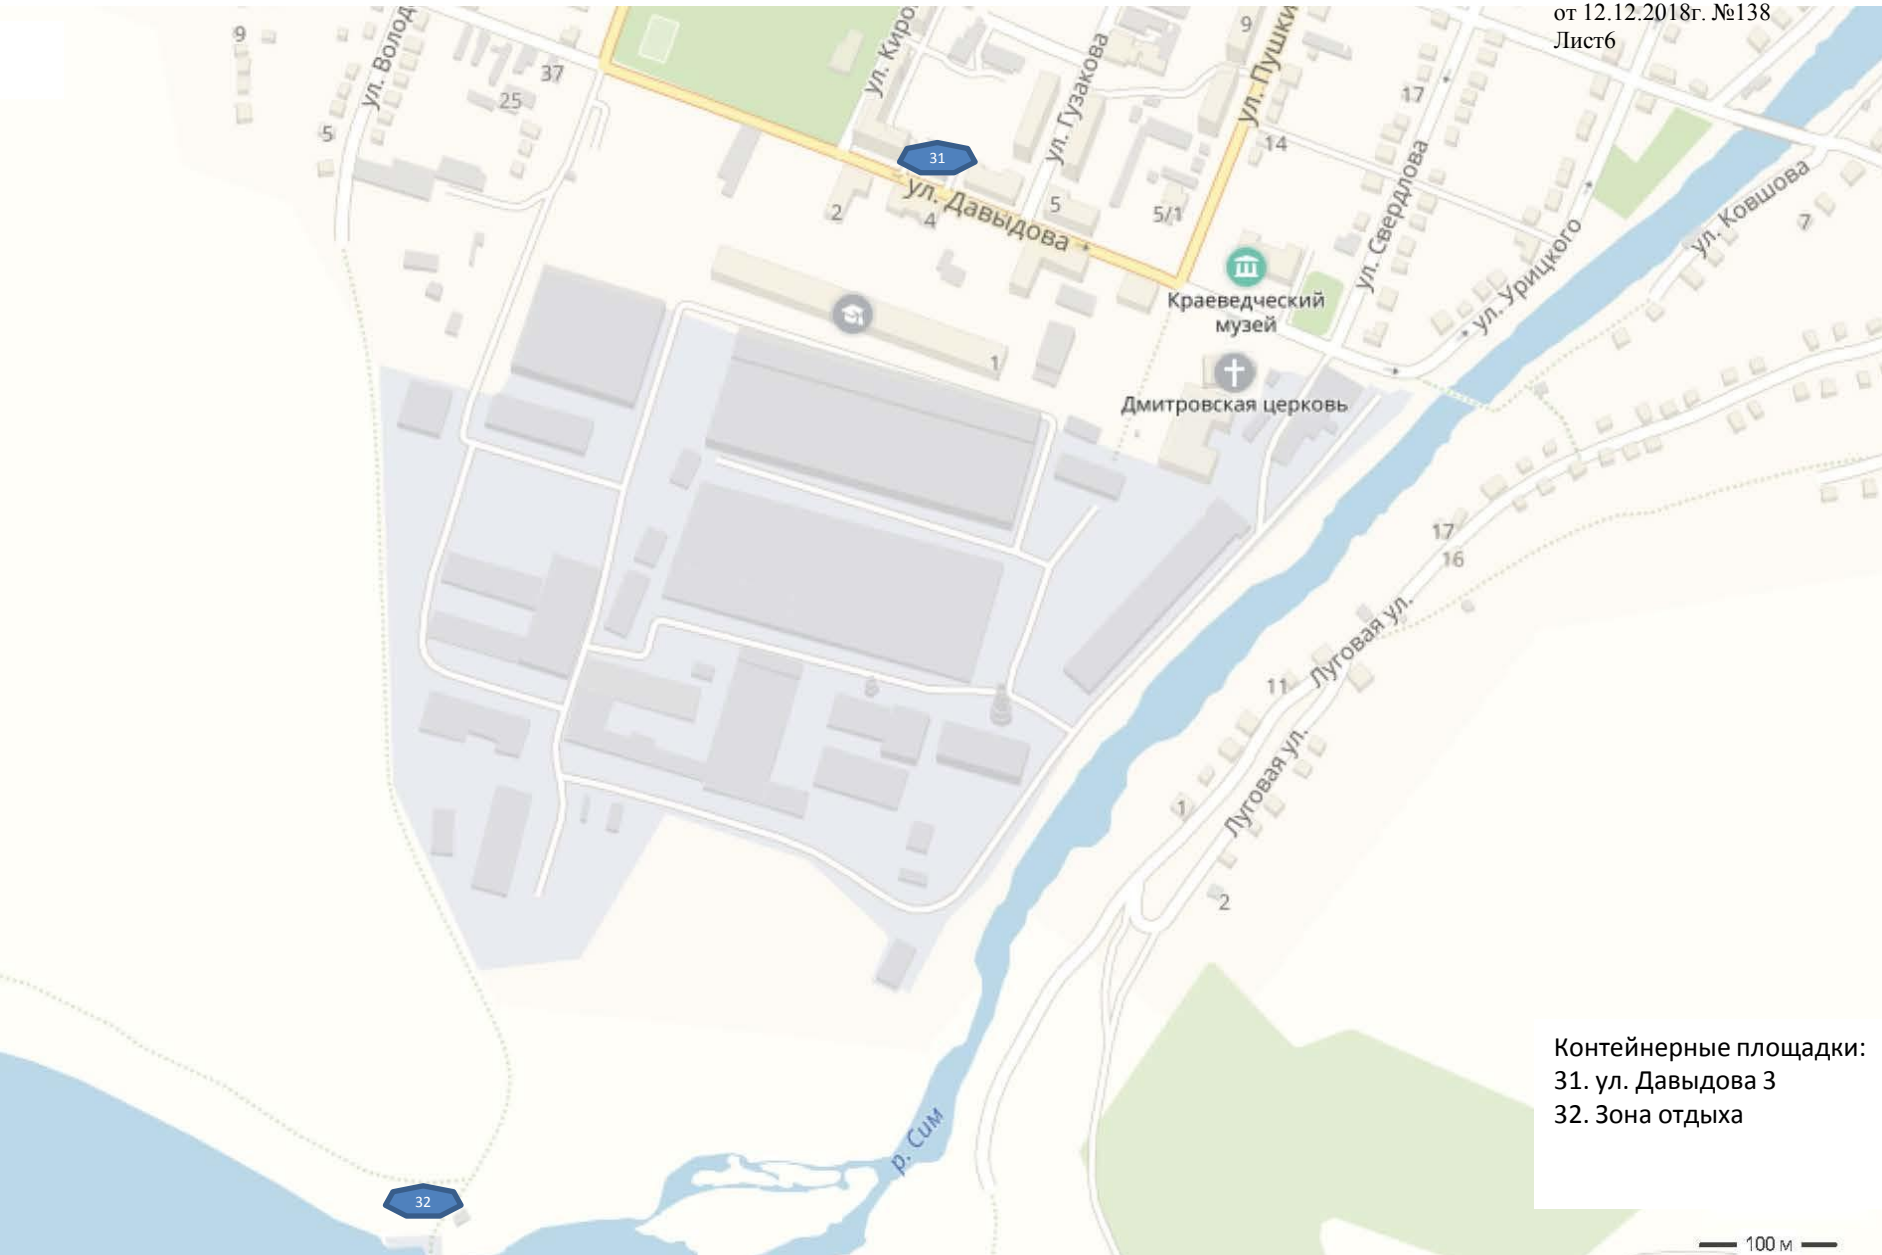 от 12.12.2018г. №138
Лист6
9
ул. Волод
37
25
5
ул. Киро
ул. Гузакова
9
ул. Пушки
17
14
31
ул. Давыдова
2
4
5
5/1
ул. Свердлова
ул. Урицкого
ул. Ковшова
7
Краеведческий
музей
1
Дмитровская церковь
17
16
Луговая ул.
11
Луговая ул.
1
2
р. Сим
32
Контейнерные площадки:
31. ул. Давыдова 3
32. Зона отдыха
100 м